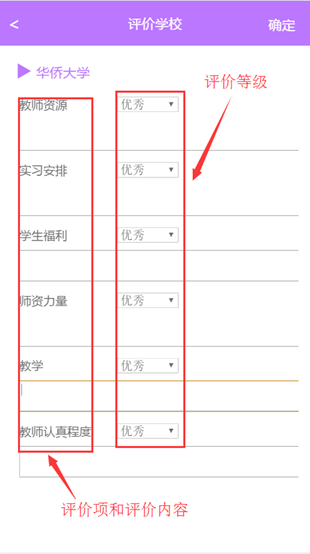 < 评价学校 确定
华侨大学
评价等级
教师资源 优秀
实习安排 优秀
学生福利 优秀
师资力量 优秀
教学 优秀
教师认真程度 优秀
评价项和评价内容